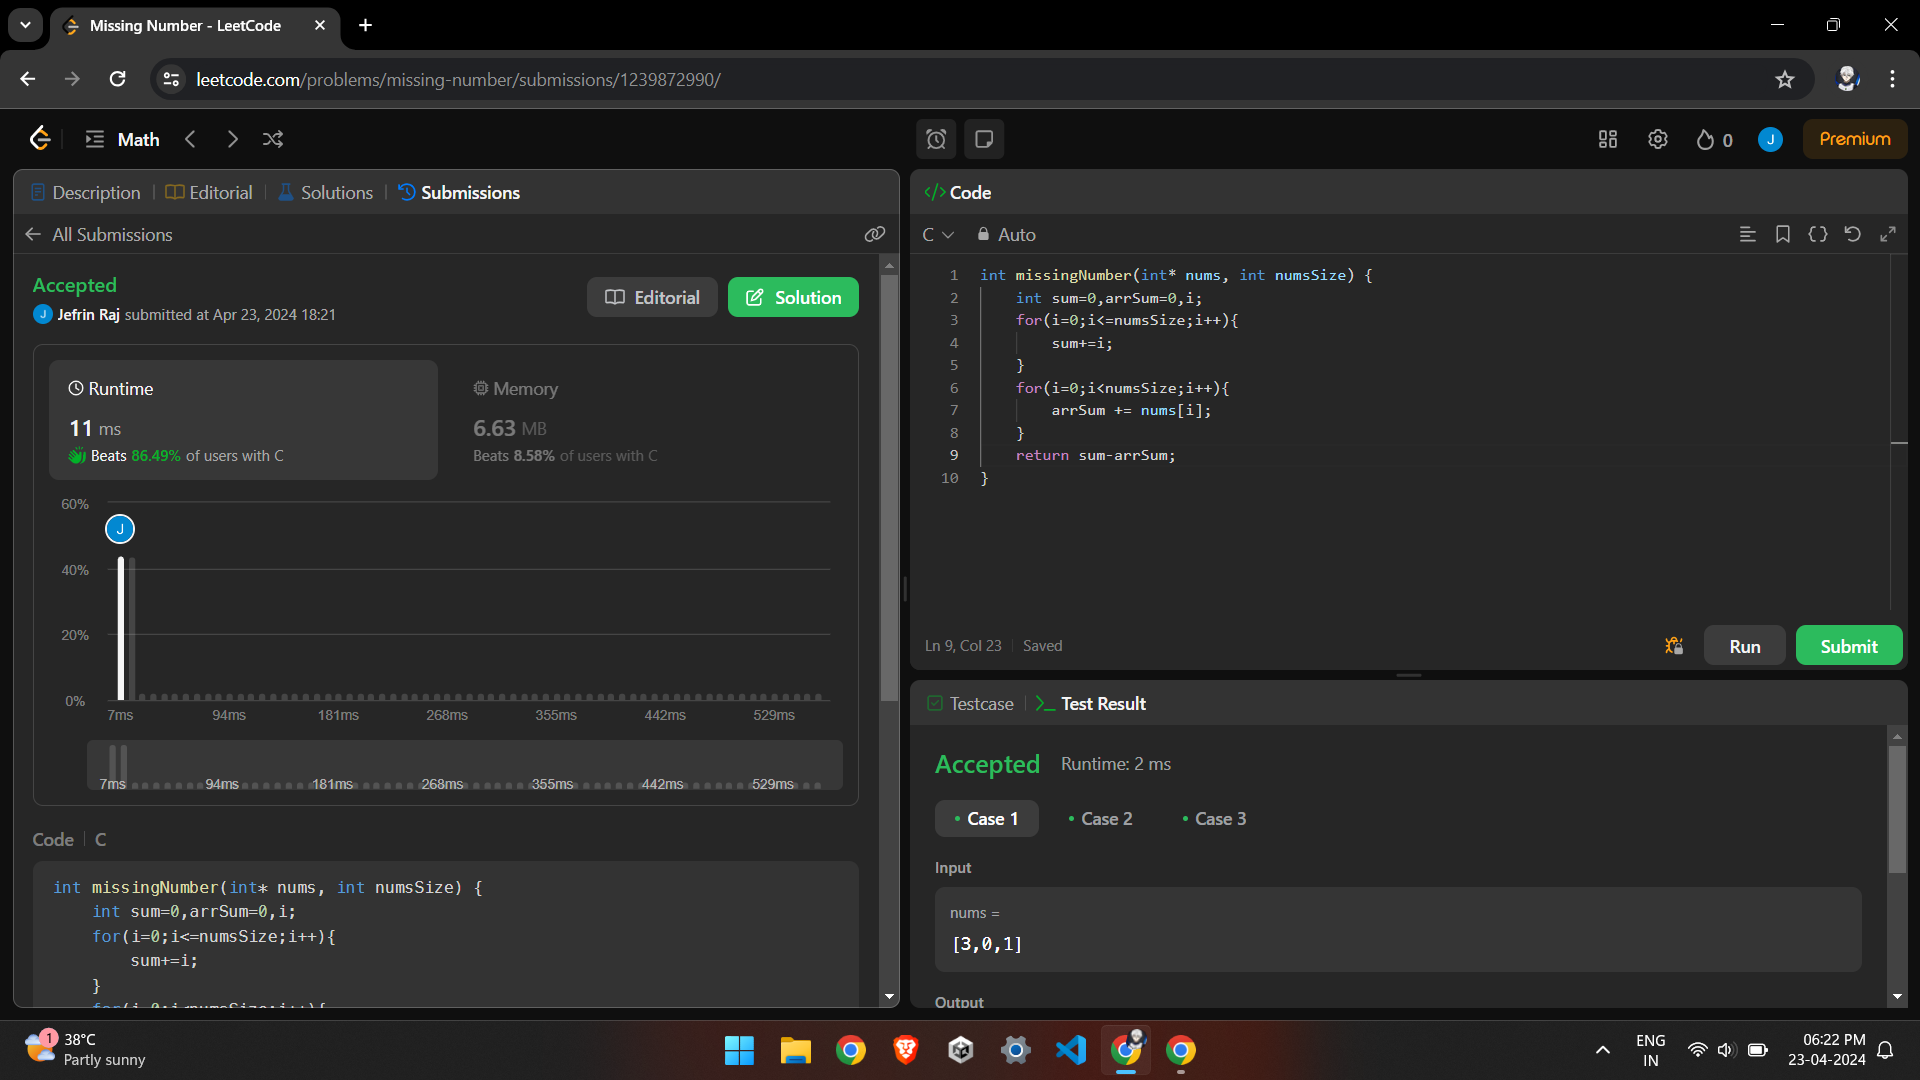 Missing Number - LeetCode
leetcode.com/problems/missing-number/submissions/1239872990/
Math
0
J
Premium
Description
Editorial
Solutions
Submissions
All Submissions
Accepted
J
Jefrin Raj submitted at Apr 23, 2024 18:21
Editorial
Solution
Runtime
11 ms
Beats 86.49% of users with C
Memory
6.63 MB
Beats 8.58% of users with C
60%
J
40%
20%
0%
7ms 94ms 181ms 268ms 355ms 442ms 529ms
7ms 94ms 181ms 268ms 355ms 442ms 529ms
Code
C
int missingNumber(int* nums, int numsSize) {
int sum=0,arrSum=0,i;
for(i=0;i<=numsSize;i++){
sum+=i;
}
for(i=0;i<numsSize;i++){
</> Code
C
Auto
1 int missingNumber(int* nums, int numsSize) {
2 int sum=0,arrSum=0,i;
3 for(i=0;i<=numsSize;i++){
4 sum+=i;
5 }
6 for(i=0;i<numsSize;i++){
7 arrSum += nums[i];
8 }
9 return sum-arrSum;
10 }
Ln 9, Col 23
Saved
Run
Submit
Testcase
Test Result
Accepted
Runtime: 2 ms
Case 1
Case 2
Case 3
Input
nums =
[3,0,1]
Output
1
38°C
Partly sunny
ENG
IN
06:22 PM
23-04-2024